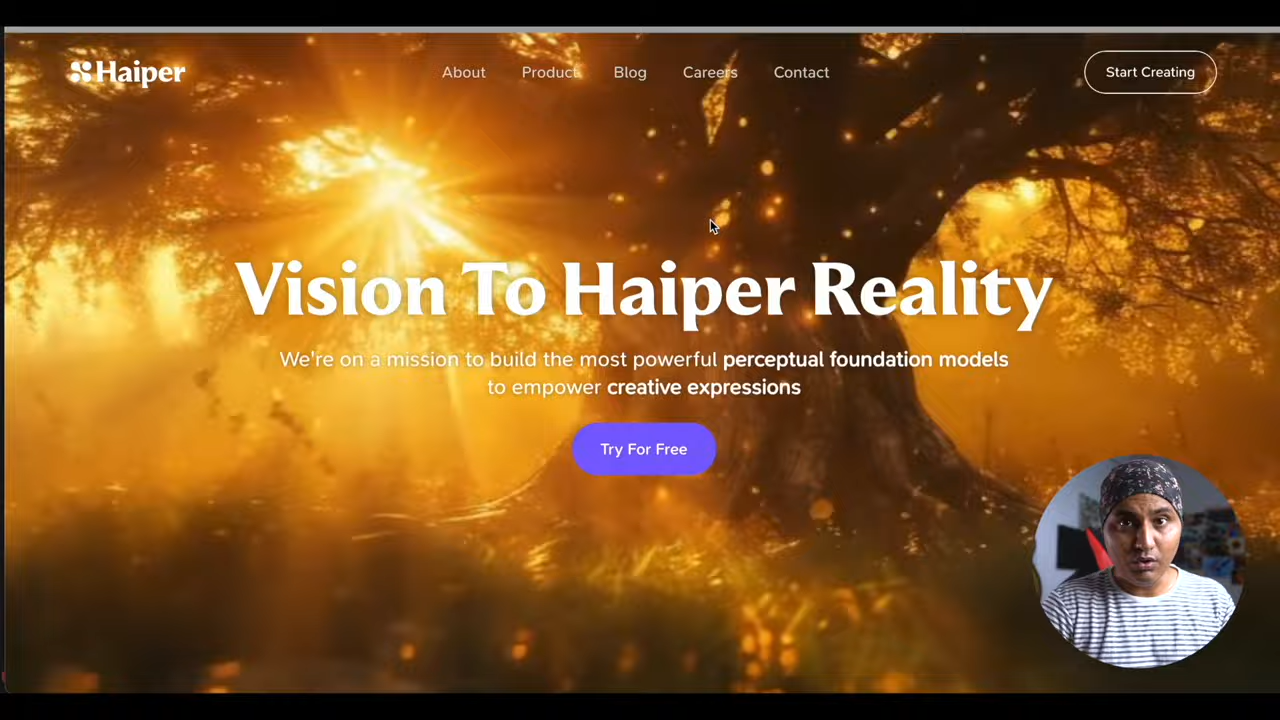 Haiper
About
Product
Blog
Careers
Contact
Start Creating
Vision To Haiper Reality
We're on a mission to build the most powerful perceptual foundation models
to empower creative expressions
Try For Free